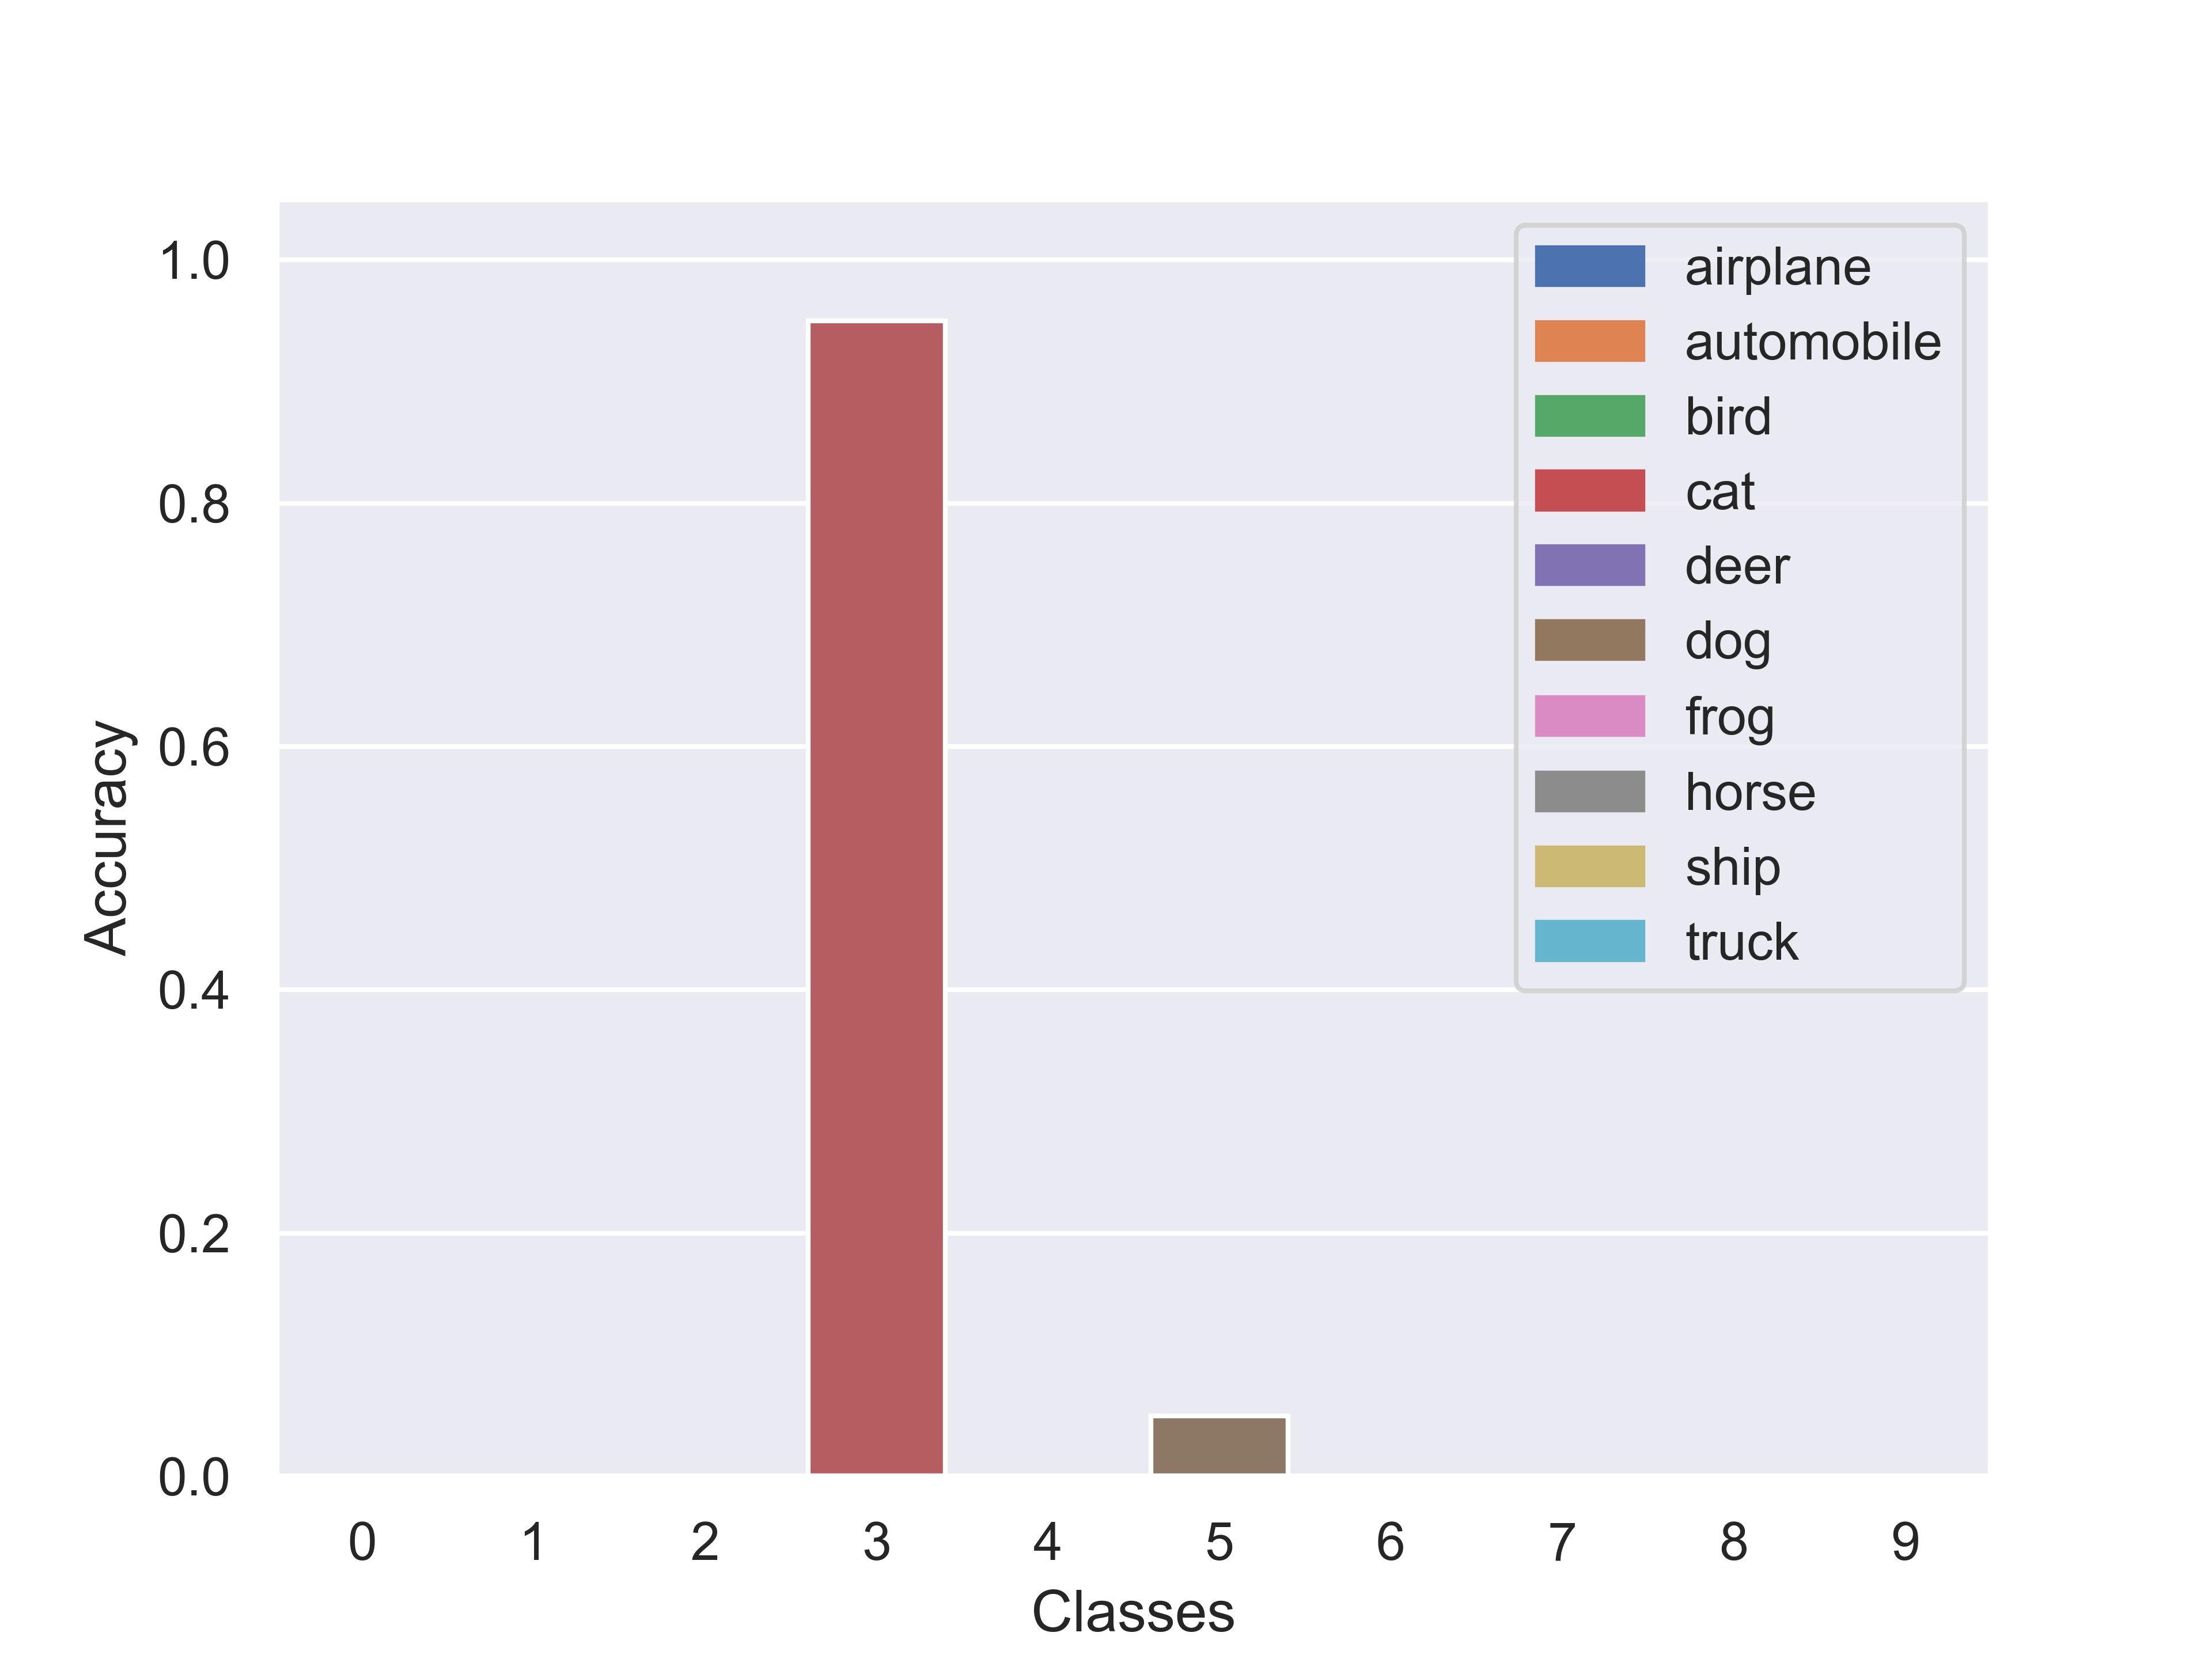 1.0
0.8
0.6
0.4
0.2
0.0
Accuracy
0 1 2 3 4 5 6 7 8 9
Classes
airplane
automobile
bird
cat
deer
dog
frog
horse
ship
truck